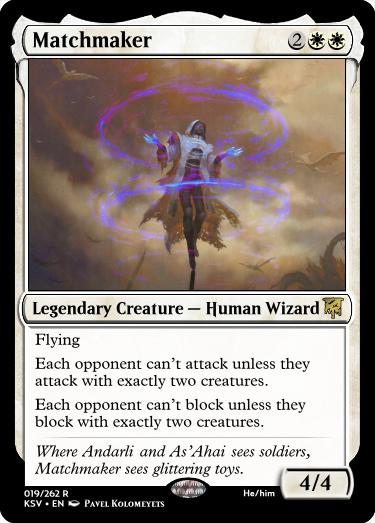 Matchmaker 2
Legendary Creature — Human Wizard
Flying
Each opponent can't attack unless they
attack with exactly two creatures.
Each opponent can't block unless they
block with exactly two creatures.
Where Andarli and As'Ahai see soldiers,
Matchmaker sees glittering toys.
4/4
019/262 R He/him
KSV • EN PAVEL KOLOMEYETS